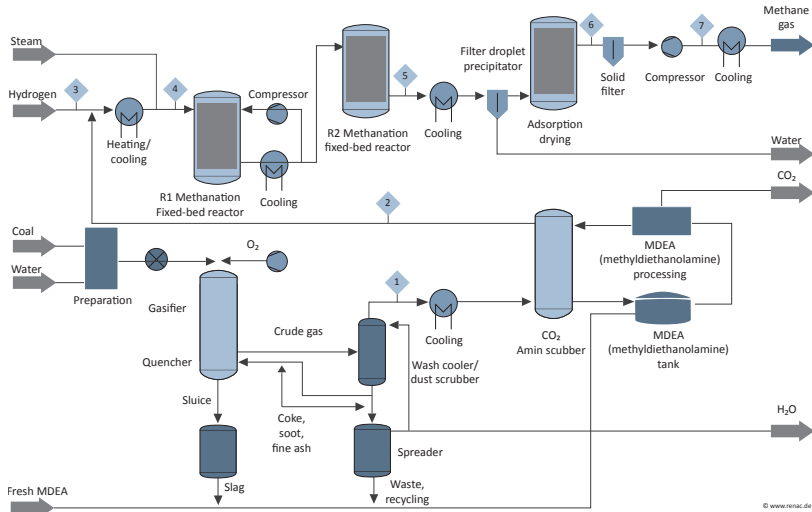 Steam
Hydrogen
3
4
Heating/
cooling
R1 Methanation
Fixed-bed reactor
Compressor
Cooling
R2 Methanation
fixed-bed reactor
5
Cooling
Filter droplet
precipitator
Adsorption
drying
6
Solid
filter
Compressor
7
Cooling
Methane
gas
Water
CO₂
2
Coal
Water
Preparation
O₂
Gasifier
Quencher
Crude gas
1
Cooling
Wash cooler/
dust scrubber
CO₂
Amin scubber
MDEA
(methyldiethanolamine)
processing
MDEA
(methyldiethanolamine)
tank
Sluice
Coke,
soot,
fine ash
Spreader
H₂O
Slag
Waste,
recycling
Fresh MDEA
© www.renac.de